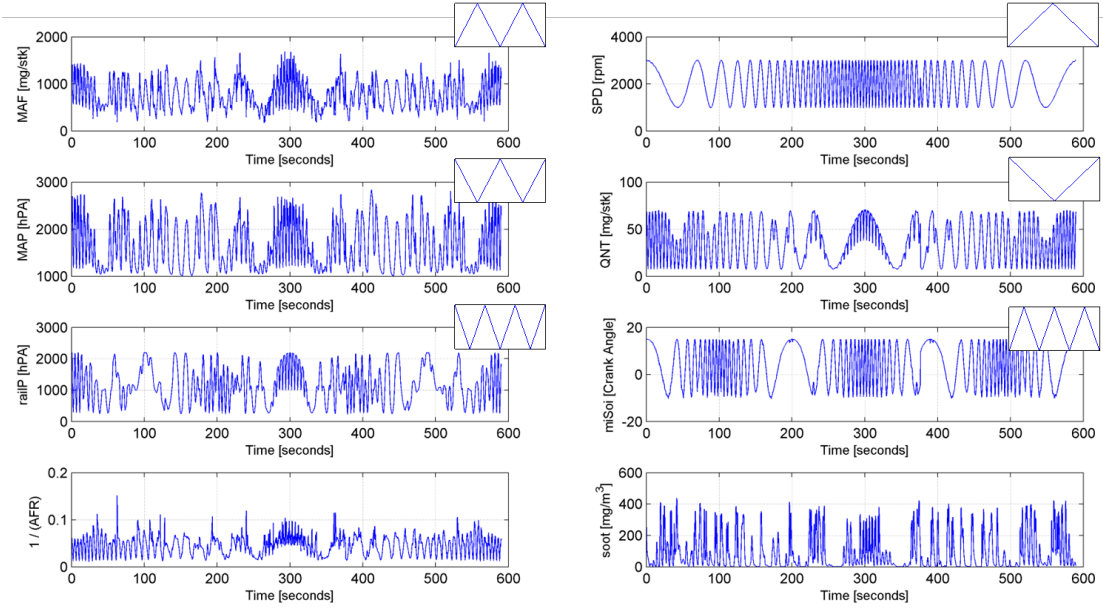 2000
1000
0
MAF [mg/stk]
0 100 200 300 400 500 600
Time [seconds]
4000
2000
0
SPD [rpm]
0 100 200 300 400 500 600
Time [seconds]
3000
2000
1000
MAP [hPA]
0 100 200 300 400 500 600
Time [seconds]
100
50
0
QNT [mg/stk]
0 100 200 300 400 500 600
Time [seconds]
3000
2000
1000
0
railP [hPA]
0 100 200 300 400 500 600
Time [seconds]
20
0
-20
miSoi [Crank Angle]
0 100 200 300 400 500 600
Time [seconds]
0.2
0.1
0
1 / (AFR)
0 100 200 300 400 500 600
Time [seconds]
600
400
200
0
soot [mg/m³]
0 100 200 300 400 500 600
Time [seconds]